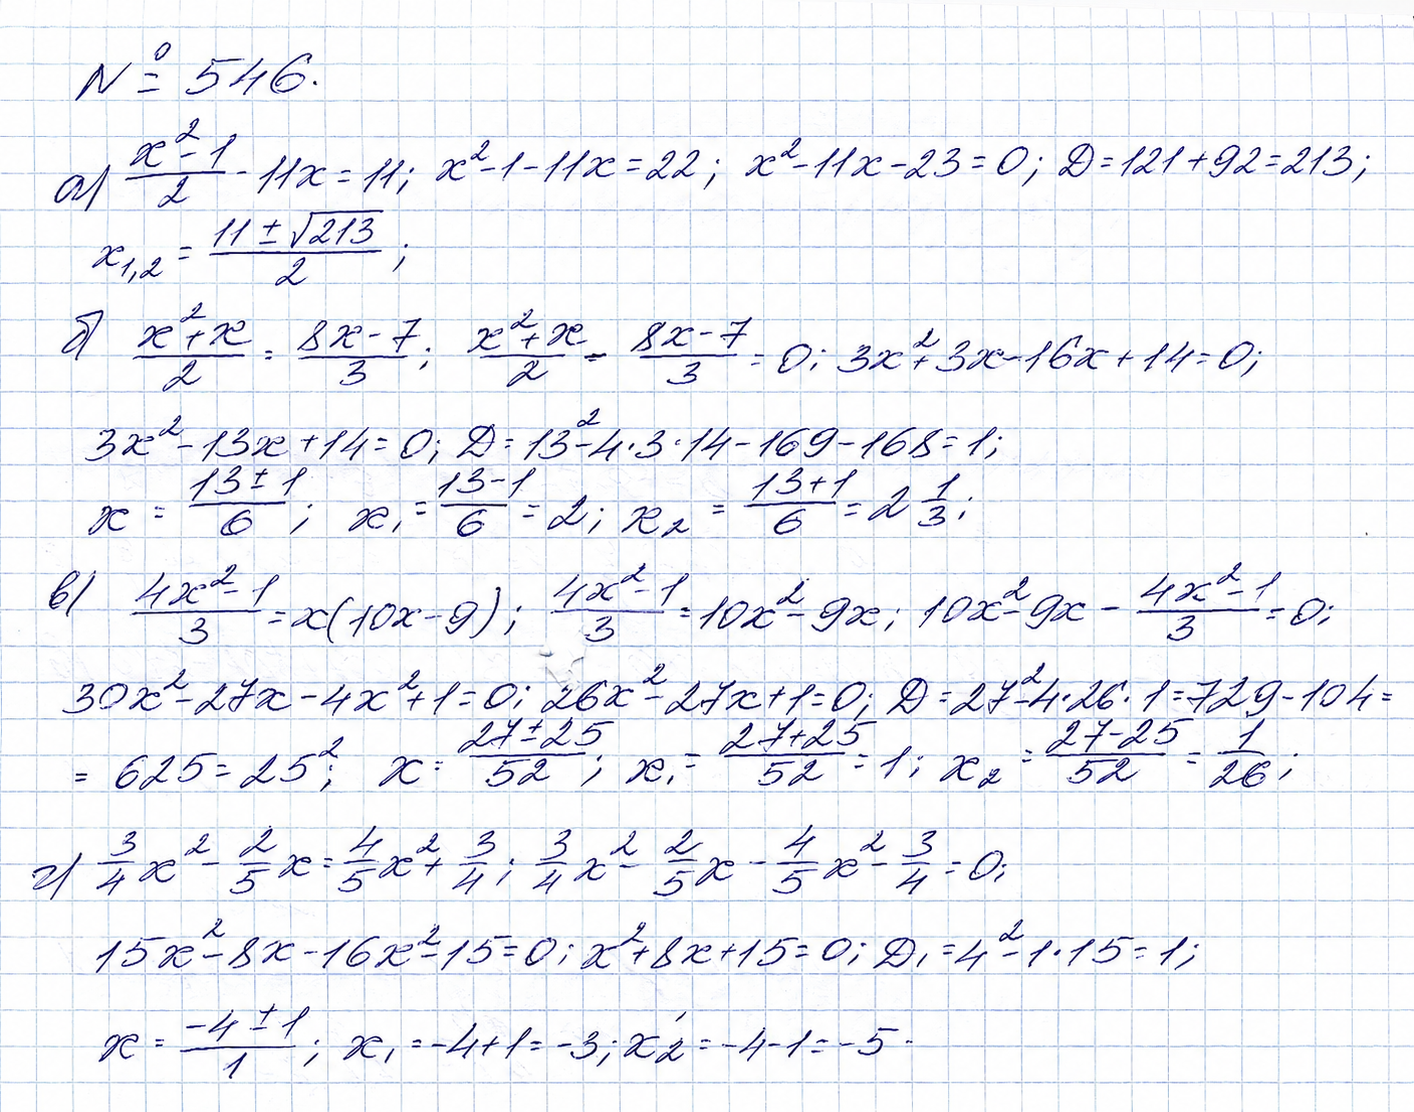 № 546.
а) (x²-1)/2 - 11x = 11; x²-1-11x=22; x²-11x-23=0; D=121+92=213;
x₁,₂ = (11±√213)/2;
б) (x²+x)/2 = (8x-7)/3; (x²+x)/2 - (8x-7)/3 = 0; 3x²+3x-16x+14=0;
3x²-13x+14=0; D=13²-4·3·14-169-168=1;
x = (13±1)/6; x₁ = (13-1)/6 = 2; x₂ = (13+1)/6 = 2 1/3;
в) (4x²-1)/3 = x(10x-9); (4x²-1)/3 = 10x²-9x; 10x²-9x - (4x²-1)/3 = 0;
30x²-27x-4x²+1=0; 26x²-27x+1=0; D=27²-4·26·1=729-104=
= 625=25²; x = (27±25)/52; x₁ = (27+25)/52 = 1; x₂ = (27-25)/52 = 1/26;
г) 3/4x² - 2/5x = 4/5x² + 3/4; 3/4x² - 2/5x - 4/5x² - 3/4 = 0;
15x²-8x-16x²-15=0; x²+8x+15=0; D₁=4²-1·15=1;
x = (-4±1)/1; x₁ = -4+1 = -3; x₂ = -4-1 = -5.